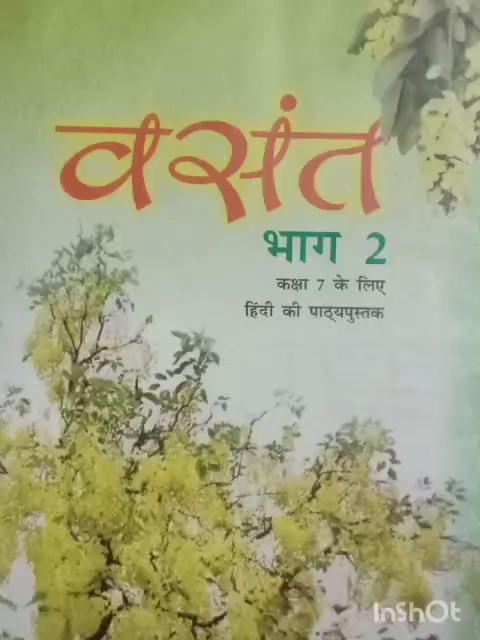 वसंत
भाग 2
कक्षा 7 के लिए
हिंदी की पाठ्यपुस्तक
InShOt